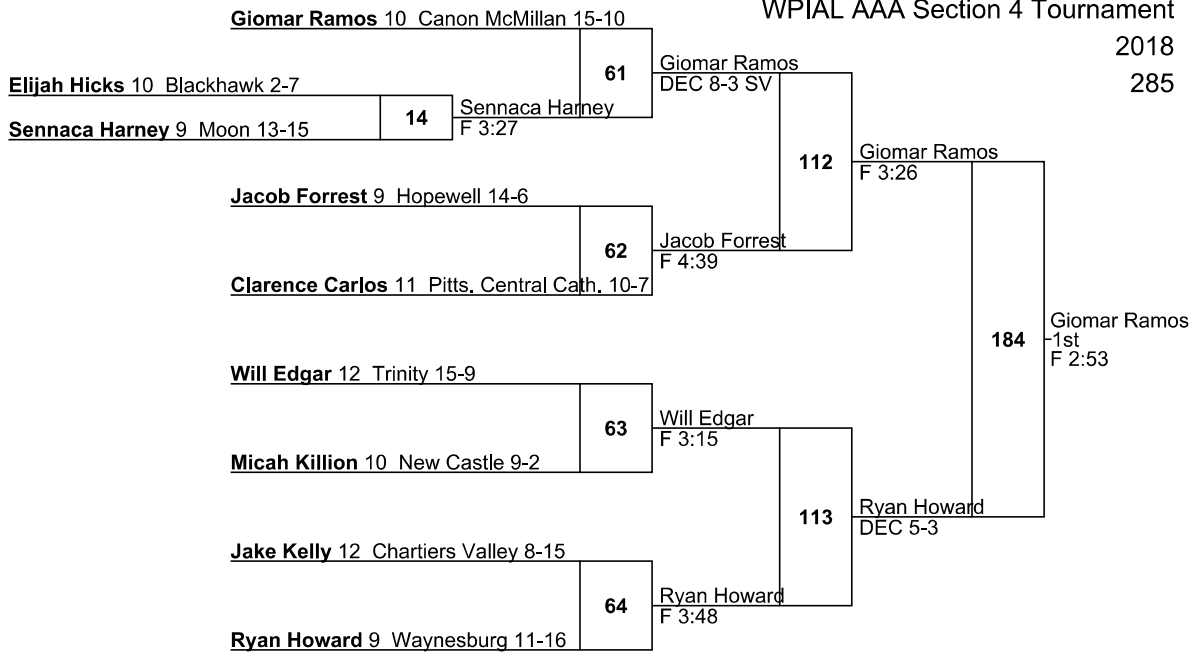 WPIAL AAA Section 4 Tournament
2018
285
Giomar Ramos 10 Canon McMillan 15-10
Elijah Hicks 10 Blackhawk 2-7
Sennaca Harney 9 Moon 13-15
14
Sennaca Harney
F 3:27
61
Giomar Ramos
DEC 8-3 SV
Jacob Forrest 9 Hopewell 14-6
Clarence Carlos 11 Pitts. Central Cath. 10-7
62
Jacob Forrest
F 4:39
112
Giomar Ramos
F 3:26
Will Edgar 12 Trinity 15-9
Micah Killion 10 New Castle 9-2
63
Will Edgar
F 3:15
Jake Kelly 12 Chartiers Valley 8-15
Ryan Howard 9 Waynesburg 11-16
64
Ryan Howard
F 3:48
113
Ryan Howard
DEC 5-3
184
Giomar Ramos
1st
F 2:53